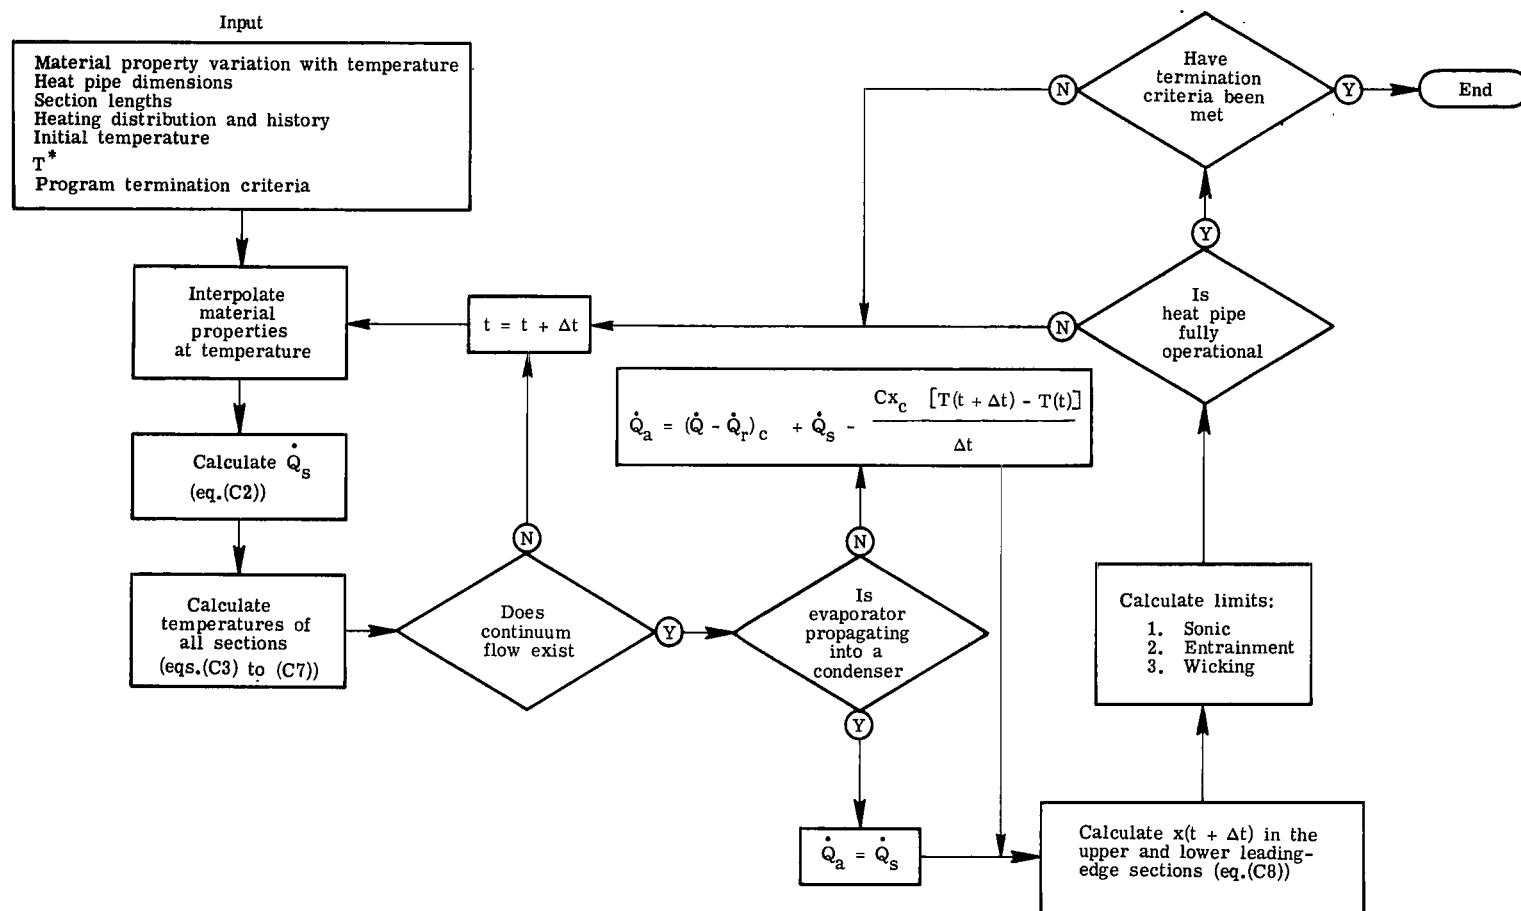 Input
Material property variation with temperature
Heat pipe dimensions
Section lengths
Heating distribution and history
Initial temperature
T*
Program termination criteria
Interpolate
material
properties
at temperature
Calculate Q̇s
(eq.(C2))
Calculate
temperatures of
all sections
(eqs.(C3) to (C7))
t = t + Δt
N
Does
continuum
flow exist
Y
Q̇a = (Q̇ - Q̇r)c + Q̇s - Cxc [T(t + Δt) - T(t)]
Δt
N
Is
evaporator
propagating
into a
condenser
Y
Q̇a = Q̇s
Calculate x(t + Δt) in the
upper and lower leading-
edge sections (eq.(C8))
Calculate limits:
1. Sonic
2. Entrainment
3. Wicking
N
Is
heat pipe
fully
operational
Y
N
Have
termination
criteria been
met
Y
End